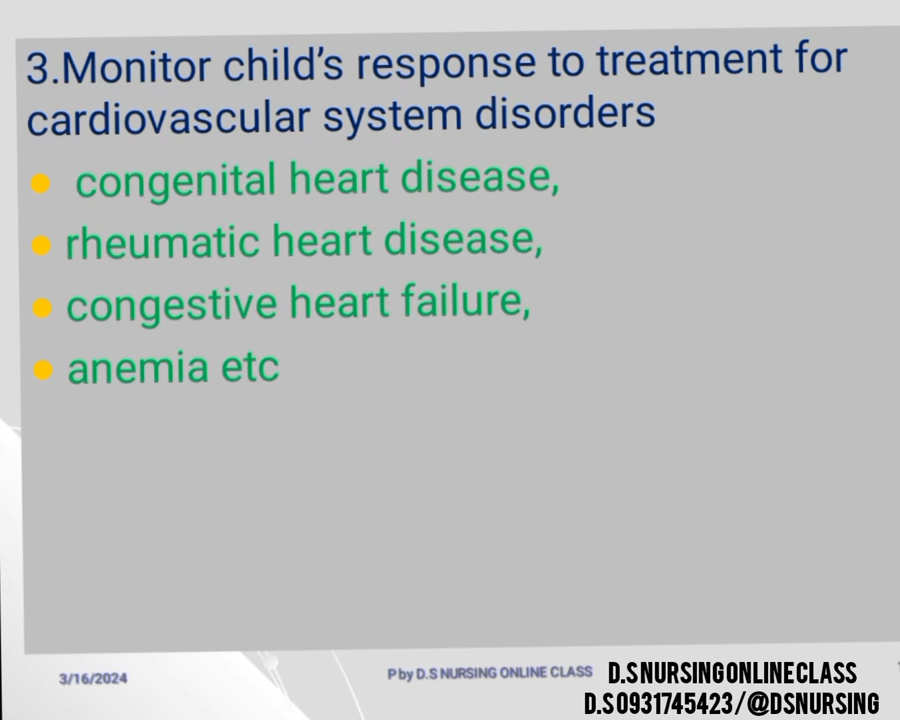 3.Monitor child's response to treatment for
cardiovascular system disorders
congenital heart disease,
rheumatic heart disease,
congestive heart failure,
anemia etc
3/16/2024
P by D.S NURSING ONLINE CLASS
D.S NURSING ONLINE CLASS
D.S 0931745423 / @DSNURSING